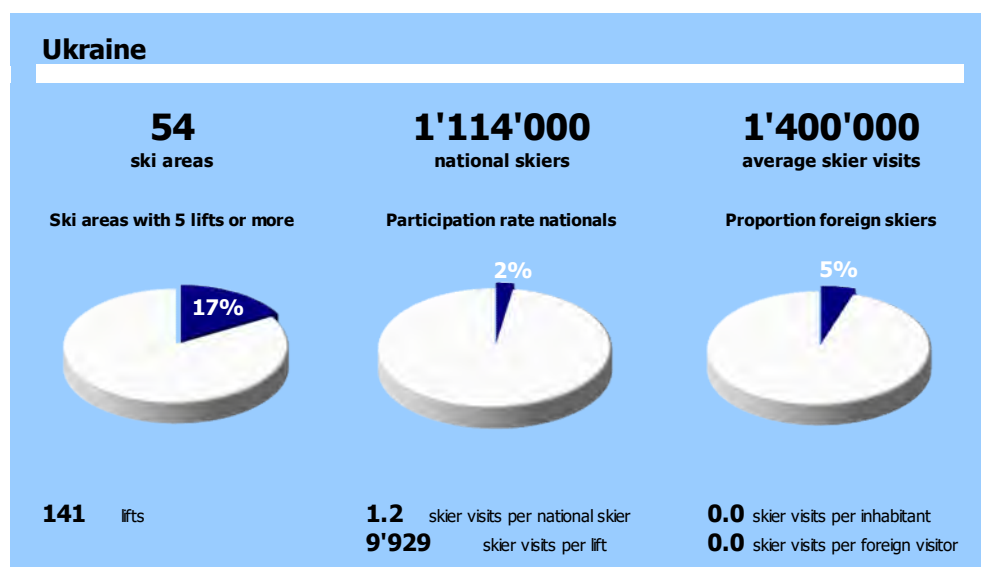 Ukraine
54
ski areas
1'114'000
national skiers
1'400'000
average skier visits
Ski areas with 5 lifts or more
Participation rate nationals
Proportion foreign skiers
17%
2%
5%
141 lifts
1.2 skier visits per national skier
9'929 skier visits per lift
0.0 skier visits per inhabitant
0.0 skier visits per foreign visitor